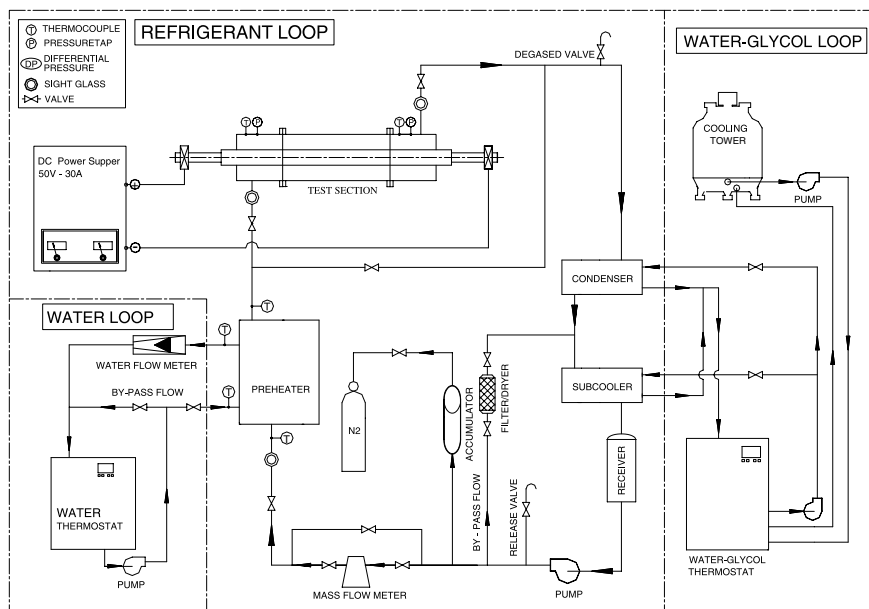 REFRIGERANT LOOP
WATER-GLYCOL LOOP
T THERMOCOUPLE
P PRESSURETAP
DP DIFFERENTIAL
PRESSURE
SIGHT GLASS
VALVE
DEGASED VALVE
T P
T P
DC Power Supper
50V - 30A
TEST SECTION
COOLING
TOWER
PUMP
CONDENSER
WATER LOOP
T
T
WATER FLOW METER
PREHEATER
BY-PASS FLOW
T
SUBCOOLER
FILTER/DRYER
ACCUMULATOR
N2
T
RECEIVER
WATER
THERMOSTAT
BY - PASS FLOW
RELEASE VALVE
PUMP
MASS FLOW METER
PUMP
WATER-GLYCOL
THERMOSTAT